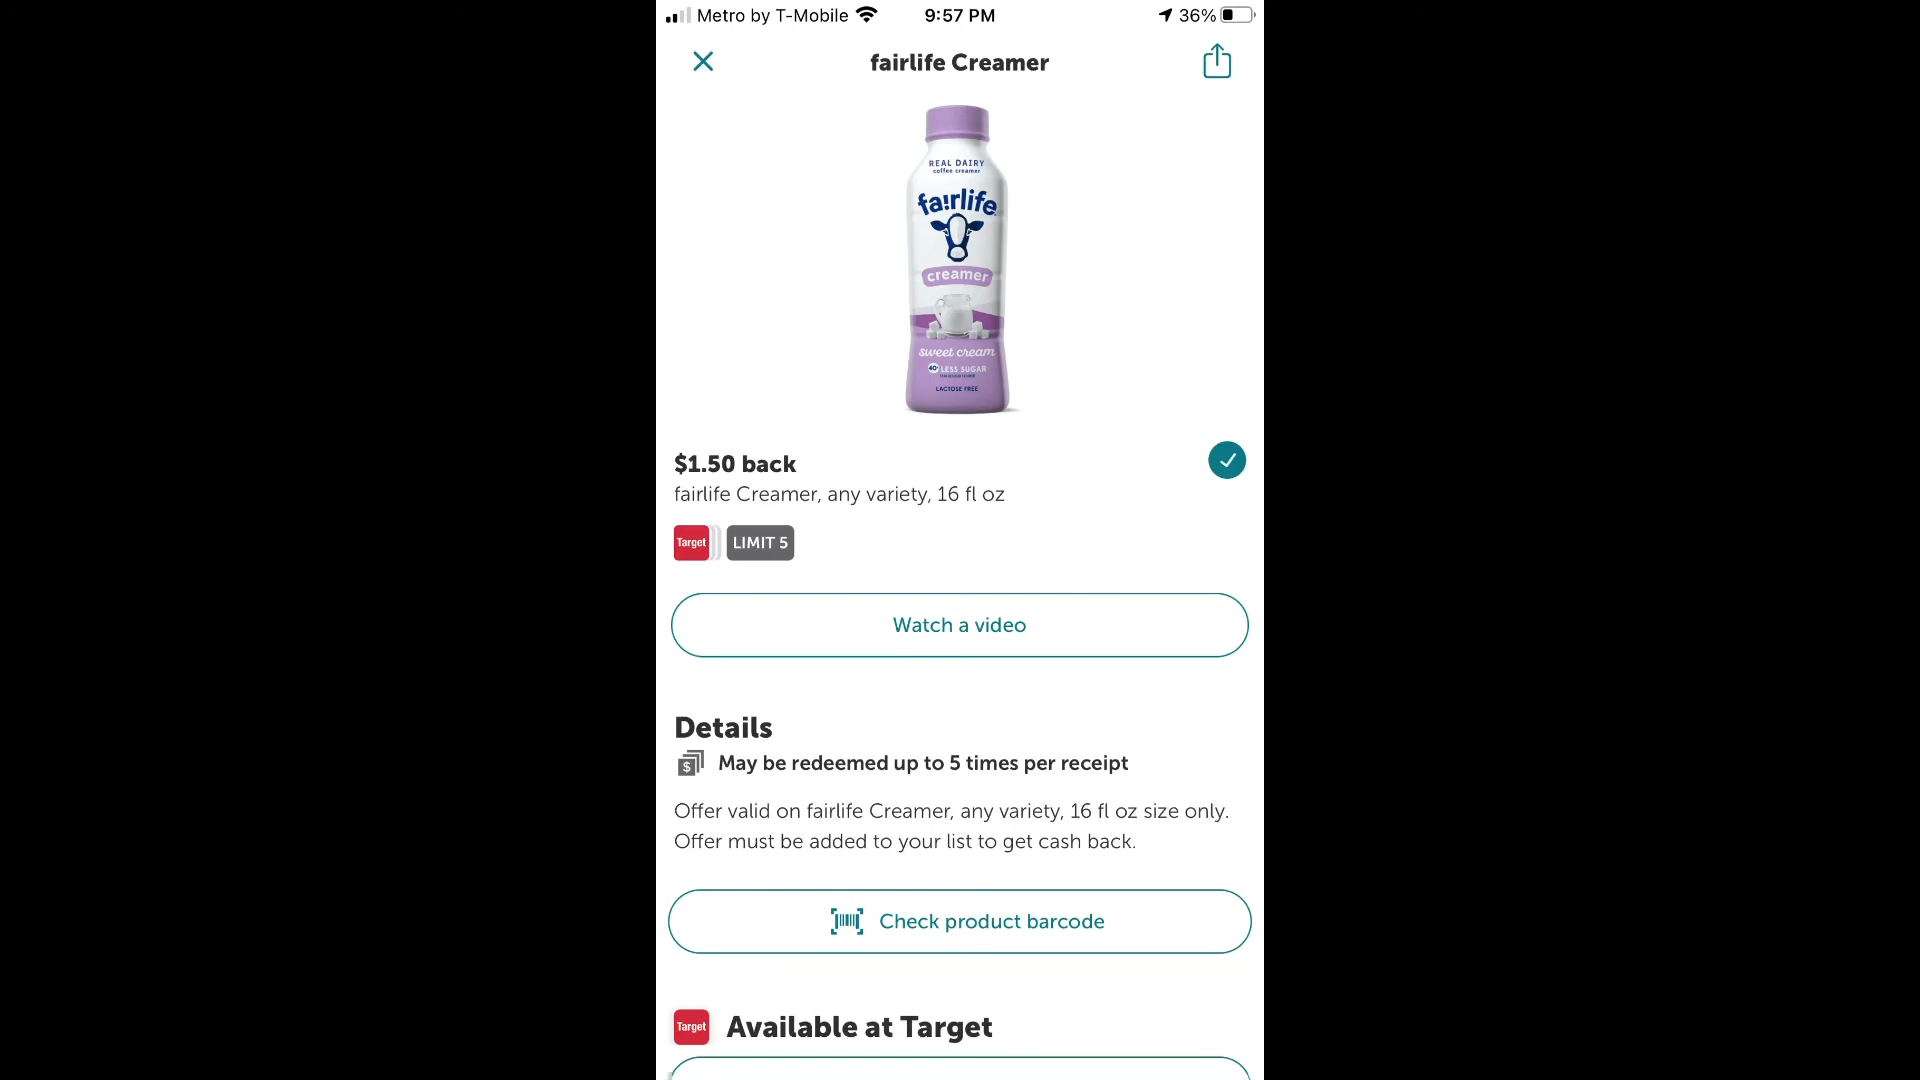 Metro by T-Mobile 9:57 PM 36%
fairlife Creamer
REAL DAIRY
coffee creamer
fa!rlife
creamer
sweet cream
40% LESS SUGAR
LACTOSE FREE
$1.50 back
fairlife Creamer, any variety, 16 fl oz
Target LIMIT 5
Watch a video
Details
May be redeemed up to 5 times per receipt
Offer valid on fairlife Creamer, any variety, 16 fl oz size only.
Offer must be added to your list to get cash back.
Check product barcode
Target Available at Target